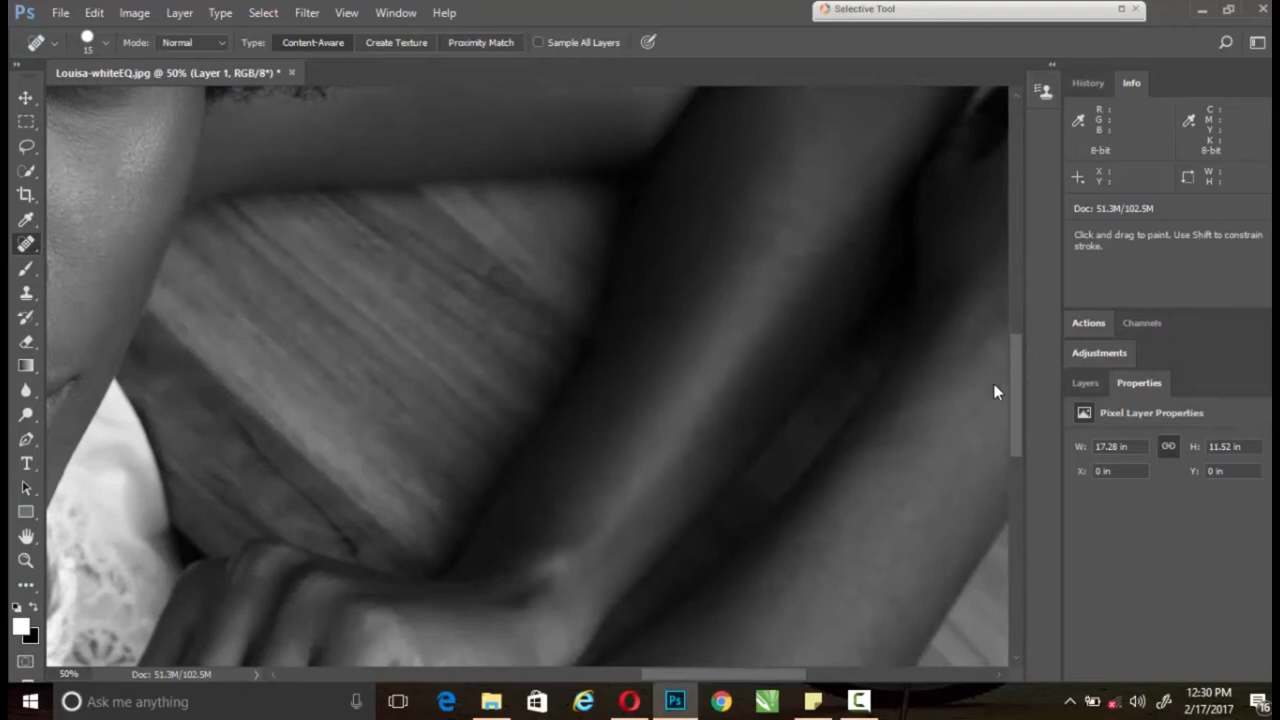 Ps File Edit Image Layer Type Select Filter View Window Help
Selective Tool
15 Mode: Normal Type: Content-Aware Create Texture Proximity Match Sample All Layers
Louisa-whiteEQ.jpg @ 50% (Layer 1, RGB/8*) *
History Info
R : C :
G : M :
B : Y :
K :
8-bit 8-bit
X : W :
Y : H :
Doc: 51.3M/102.5M
Click and drag to paint. Use Shift to constrain
stroke.
Actions Channels
Adjustments
Layers Properties
Pixel Layer Properties
W: 17.28 in H: 11.52 in
X: 0 in Y: 0 in
50% Doc: 51.3M/102.5M
Ask me anything
Ps
12:30 PM
2/17/2017
16